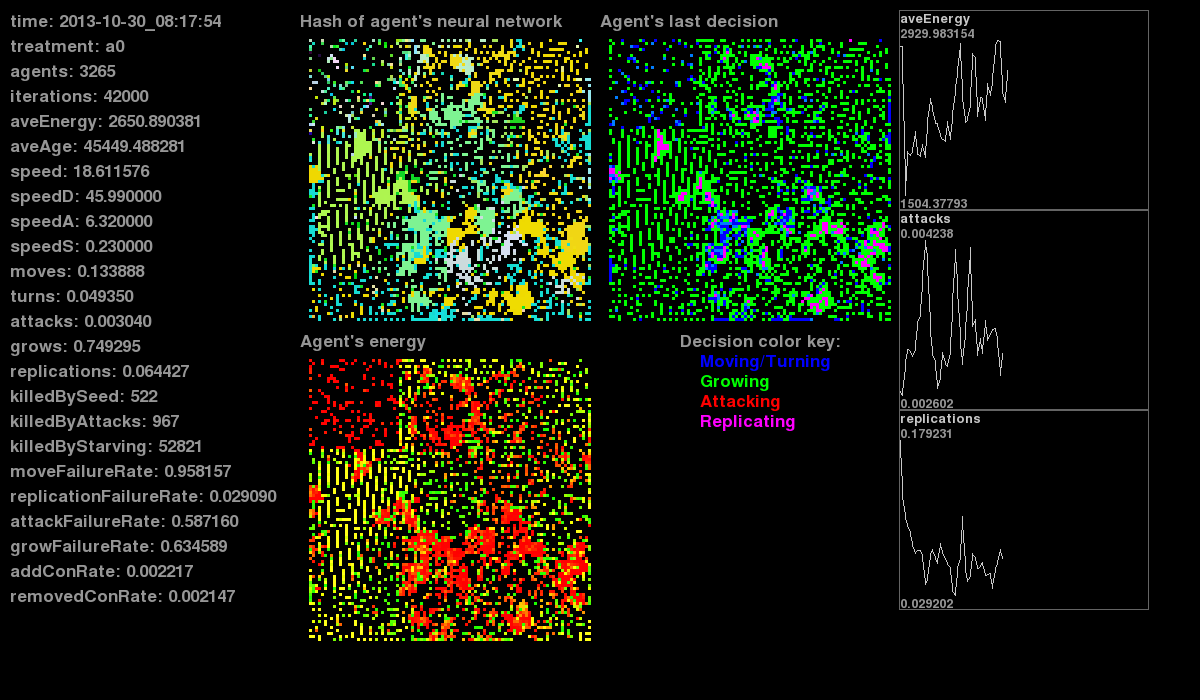 time: 2013-10-30_08:17:54
treatment: a0
agents: 3265
iterations: 42000
aveEnergy: 2650.890381
aveAge: 45449.488281
speed: 18.611576
speedD: 45.990000
speedA: 6.320000
speedS: 0.230000
moves: 0.133888
turns: 0.049350
attacks: 0.003040
grows: 0.749295
replications: 0.064427
killedBySeed: 522
killedByAttacks: 967
killedByStarving: 52821
moveFailureRate: 0.958157
replicationFailureRate: 0.029090
attackFailureRate: 0.587160
growFailureRate: 0.634589
addConRate: 0.002217
removedConRate: 0.002147
Hash of agent's neural network
Agent's last decision
Agent's energy
Decision color key:
Moving/Turning
Growing
Attacking
Replicating
aveEnergy
2929.983154
1504.37793
attacks
0.004238
0.002602
replications
0.179231
0.029202